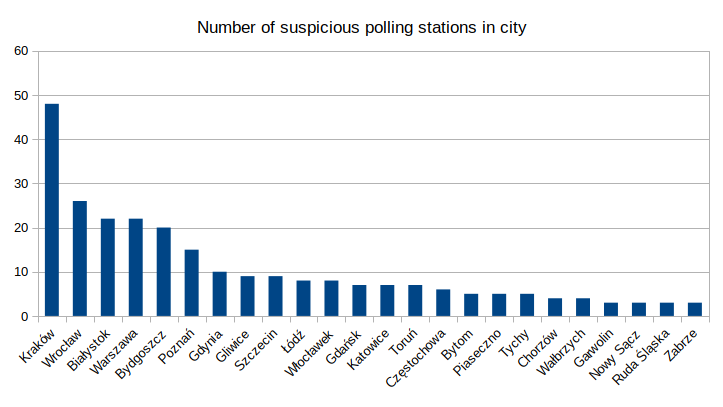 Number of suspicious polling stations in city
60
50
40
30
20
10
0
Kraków
Wrocław
Białystok
Warszawa
Bydgoszcz
Poznań
Gdynia
Gliwice
Szczecin
Łódź
Włocławek
Gdańsk
Katowice
Toruń
Częstochowa
Bytom
Piaseczno
Tychy
Chorzów
Wałbrzych
Garwolin
Nowy Sącz
Ruda Śląska
Zabrze